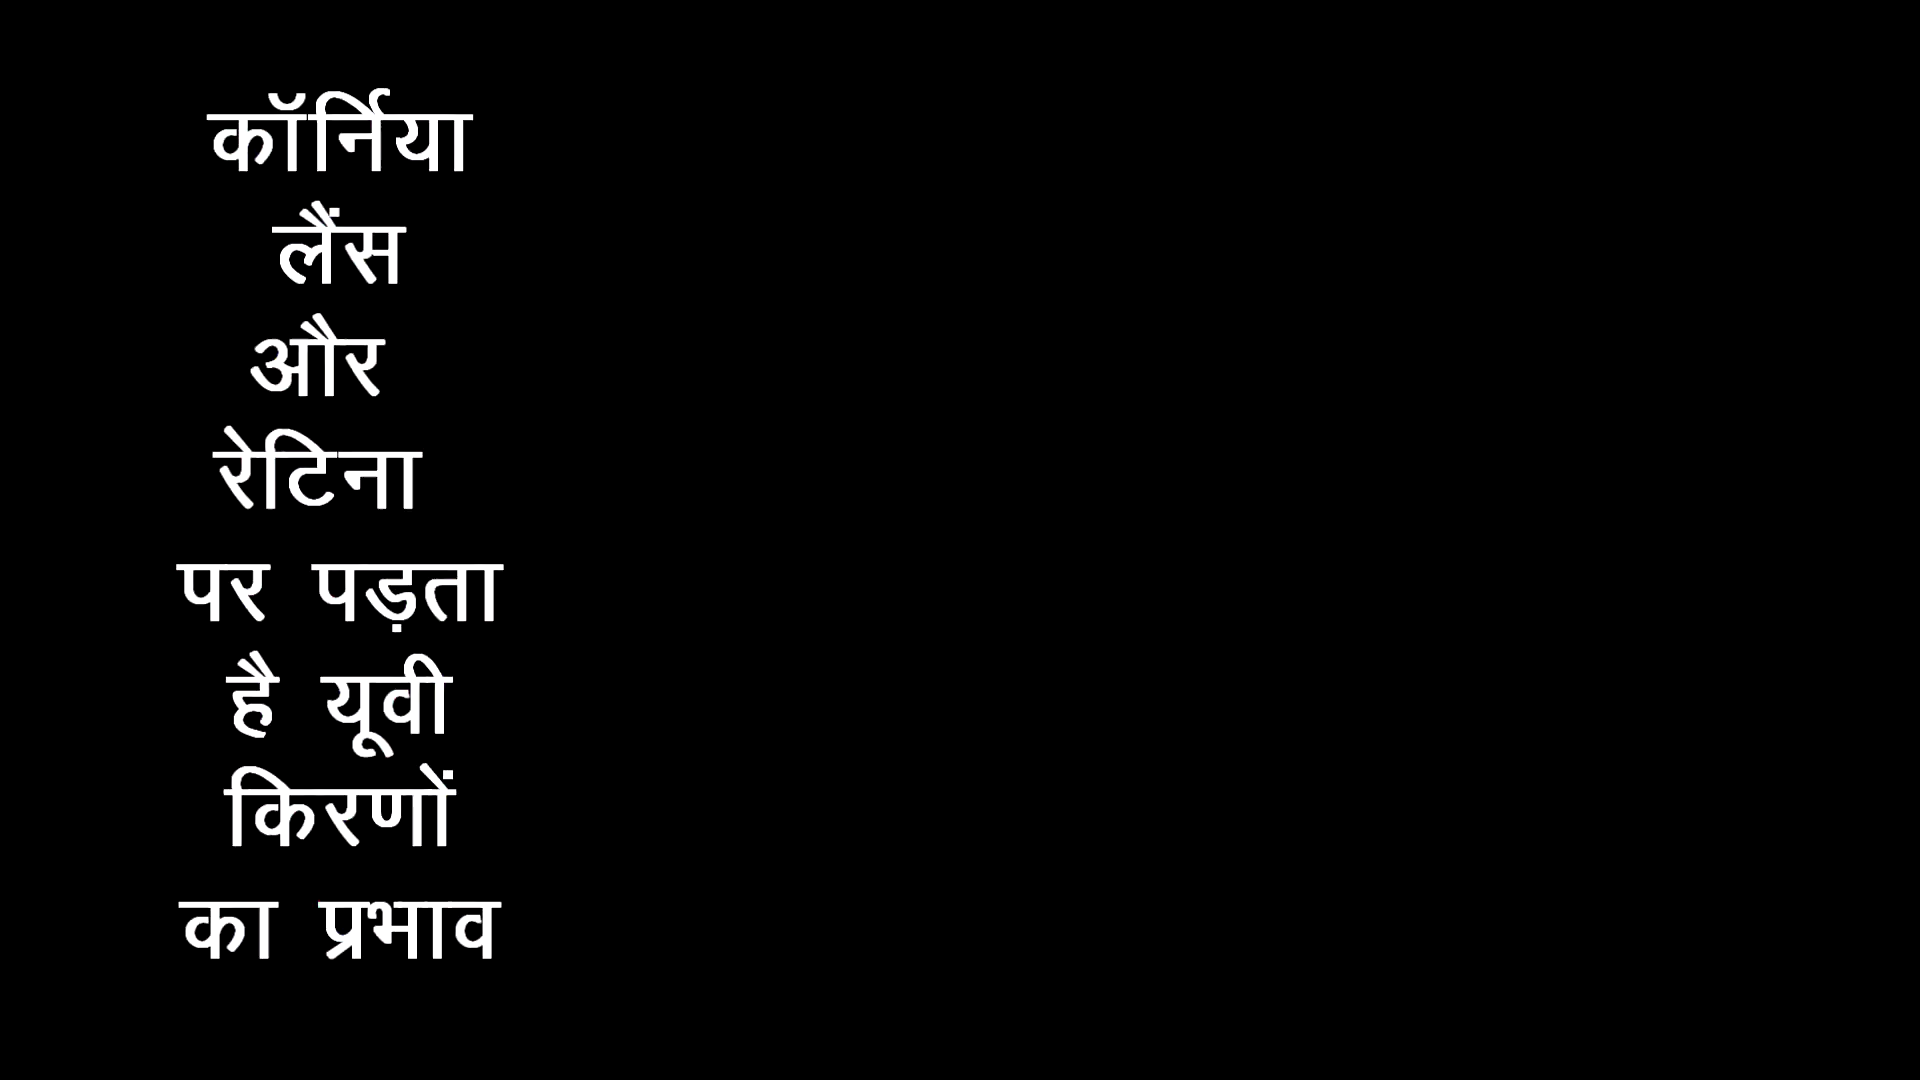 कॉर्निया
लैंस
और
रेटिना
पर पड़ता
है यूवी
किरणों
का प्रभाव